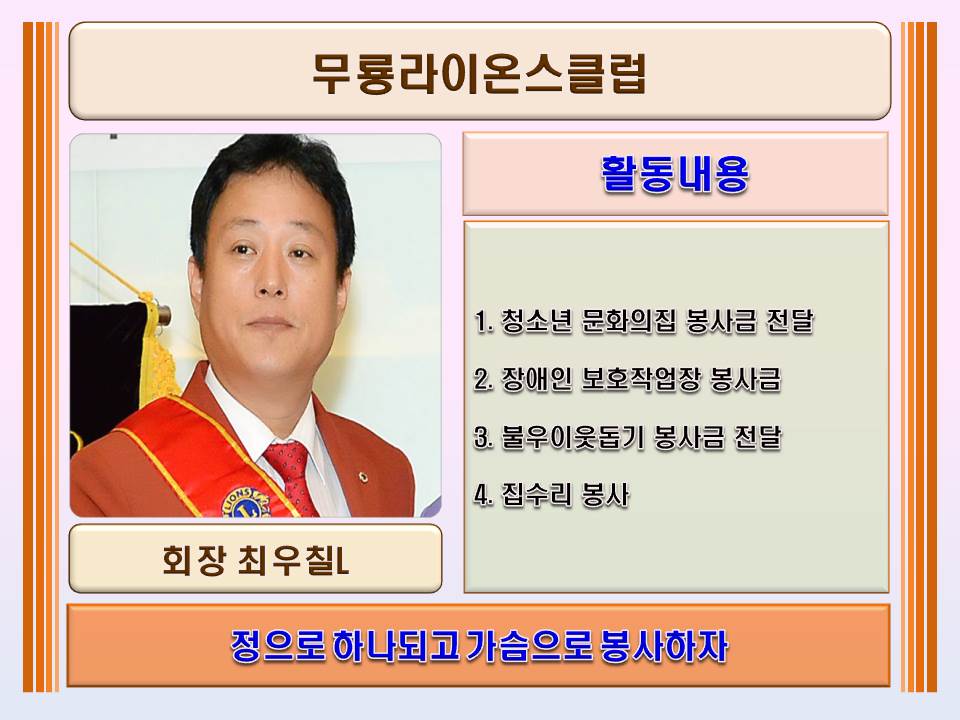 무룡라이온스클럽
활동내용
1. 청소년 문화의집 봉사금 전달
2. 장애인 보호작업장 봉사금
3. 불우이웃돕기 봉사금 전달
4. 집수리 봉사
LIONS
L
회장 최우칠L
정으로 하나되고 가슴으로 봉사하자